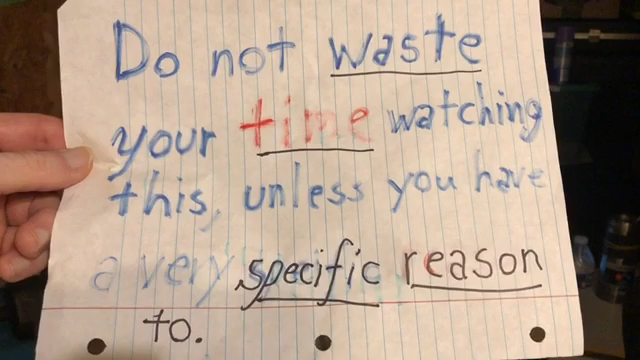 Do not waste
your time watching
this, unless you have
a very specific reason
to.